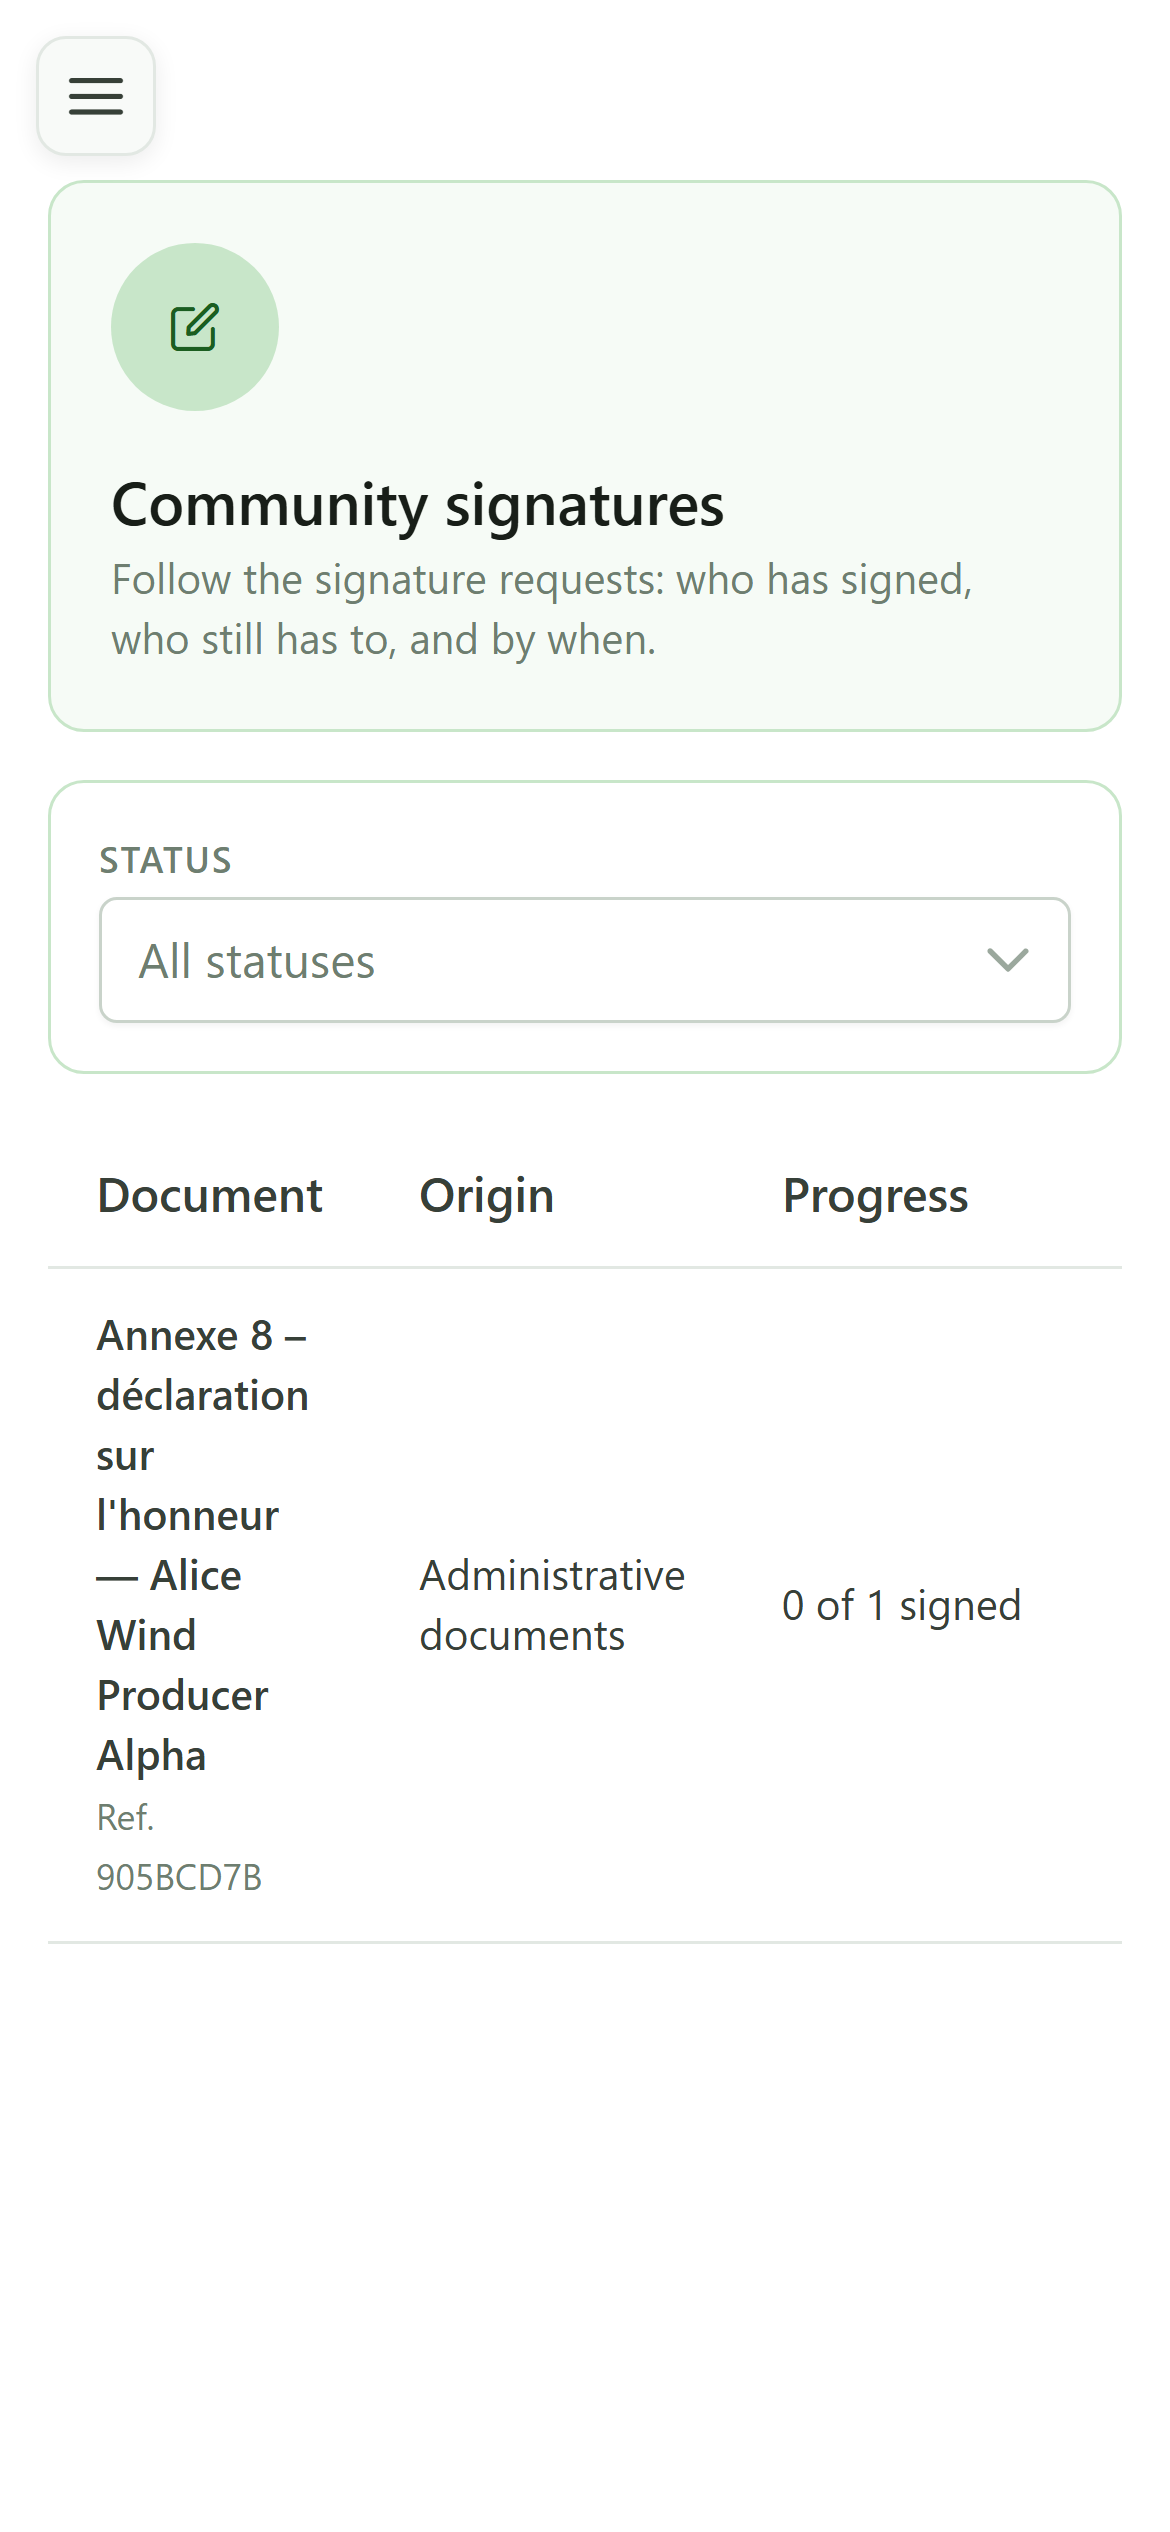 Community signatures
Follow the signature requests: who has signed,
who still has to, and by when.
STATUS
All statuses
Document Origin Progress
Annexe 8 –
déclaration
sur
l'honneur
— Alice
Wind
Producer
Alpha
Ref.
905BCD7B
Administrative
documents
0 of 1 signed